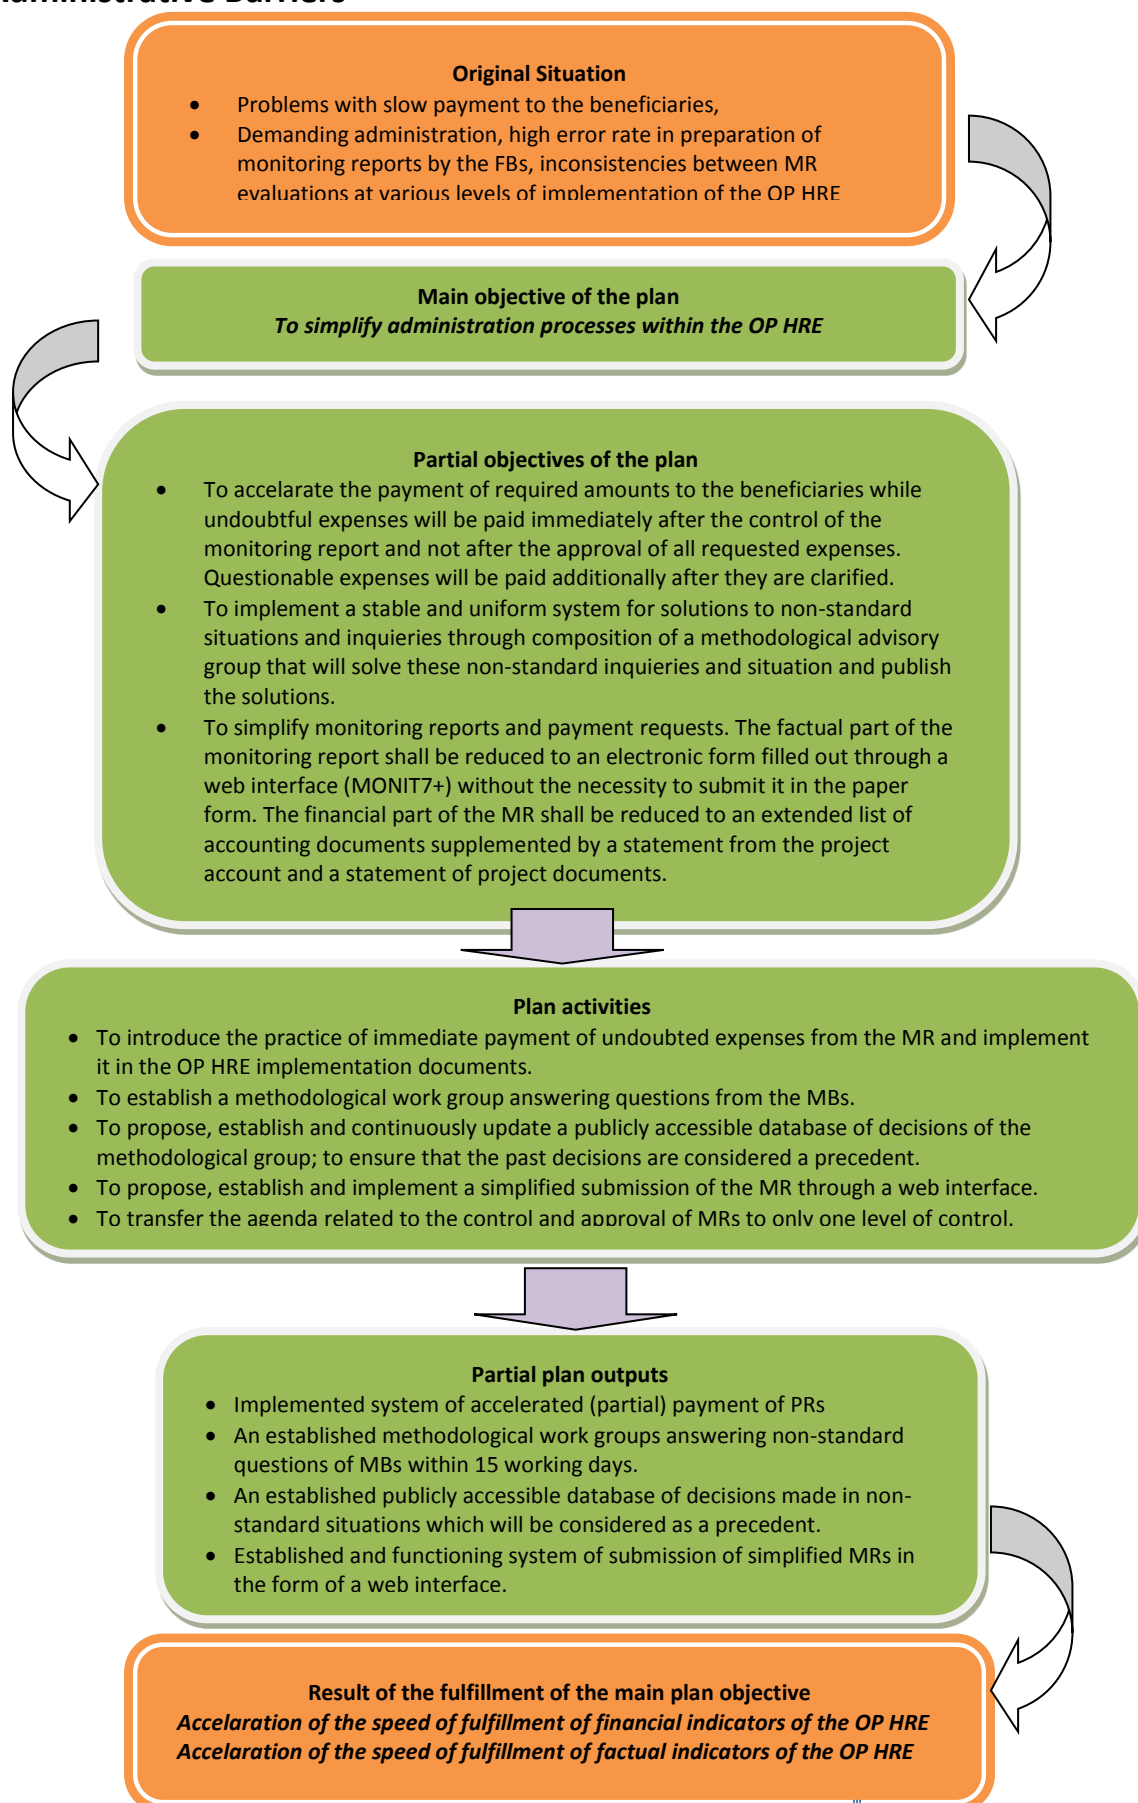 Administrative Barriers
Original Situation
• Problems with slow payment to the beneficiaries,
• Demanding administration, high error rate in preparation of
monitoring reports by the FBs, inconsistencies between MR
evaluations at various levels of implementation of the OP HRE
Main objective of the plan
To simplify administration processes within the OP HRE
Partial objectives of the plan
• To accelarate the payment of required amounts to the beneficiaries while
undoubtful expenses will be paid immediately after the control of the
monitoring report and not after the approval of all requested expenses.
Questionable expenses will be paid additionally after they are clarified.
• To implement a stable and uniform system for solutions to non-standard
situations and inquieries through composition of a methodological advisory
group that will solve these non-standard inquieries and situation and publish
the solutions.
• To simplify monitoring reports and payment requests. The factual part of the
monitoring report shall be reduced to an electronic form filled out through a
web interface (MONIT7+) without the necessity to submit it in the paper
form. The financial part of the MR shall be reduced to an extended list of
accounting documents supplemented by a statement from the project
account and a statement of project documents.
Plan activities
• To introduce the practice of immediate payment of undoubted expenses from the MR and implement
it in the OP HRE implementation documents.
• To establish a methodological work group answering questions from the MBs.
• To propose, establish and continuously update a publicly accessible database of decisions of the
methodological group; to ensure that the past decisions are considered a precedent.
• To propose, establish and implement a simplified submission of the MR through a web interface.
• To transfer the agenda related to the control and approval of MRs to only one level of control.
Partial plan outputs
• Implemented system of accelerated (partial) payment of PRs
• An established methodological work groups answering non-standard
questions of MBs within 15 working days.
• An established publicly accessible database of decisions made in non-
standard situations which will be considered as a precedent.
• Established and functioning system of submission of simplified MRs in
the form of a web interface.
Result of the fulfillment of the main plan objective
Accelaration of the speed of fulfillment of financial indicators of the OP HRE
Accelaration of the speed of fulfillment of factual indicators of the OP HRE